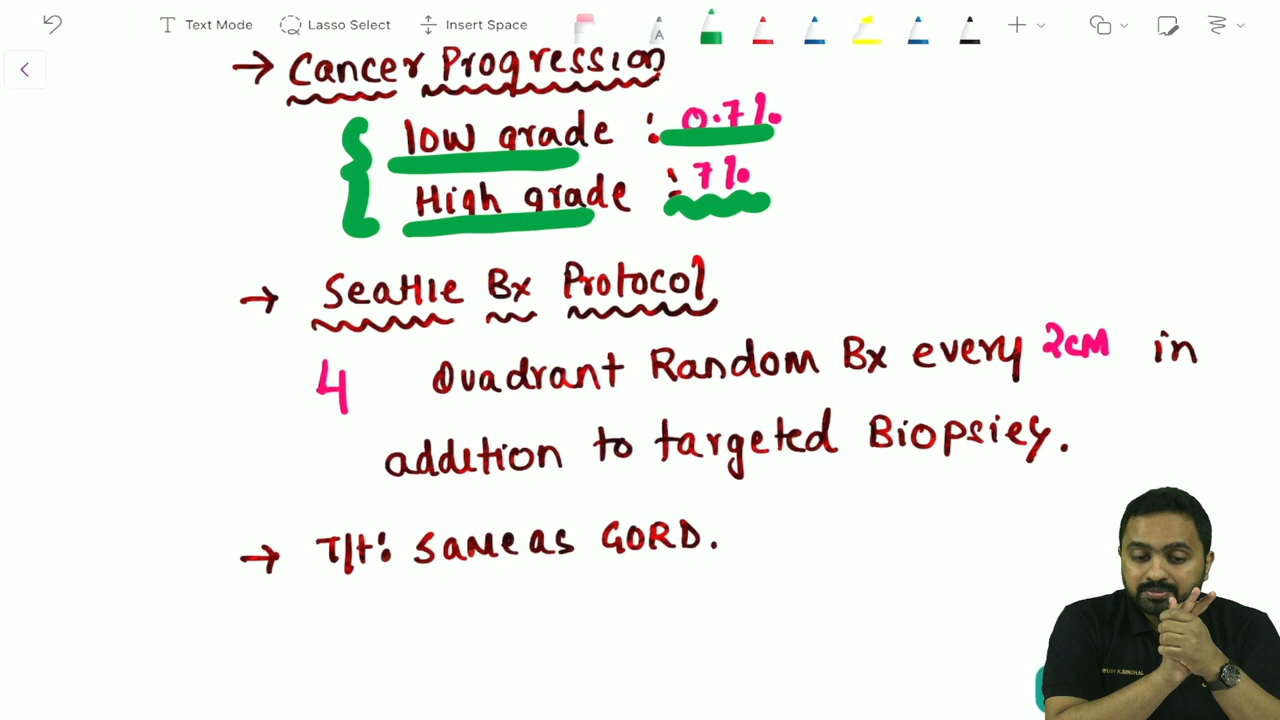 Text Mode
Lasso Select
Insert Space
A
→ Cancer Progression
low grade : 0.7%
High grade : 7%
→ Seattle Bx Protocol
4 Quadrant Random Bx every 2cM in
addition to targeted Biopsies.
→ T/t: SAMe as GORD.
K.SINGHAL